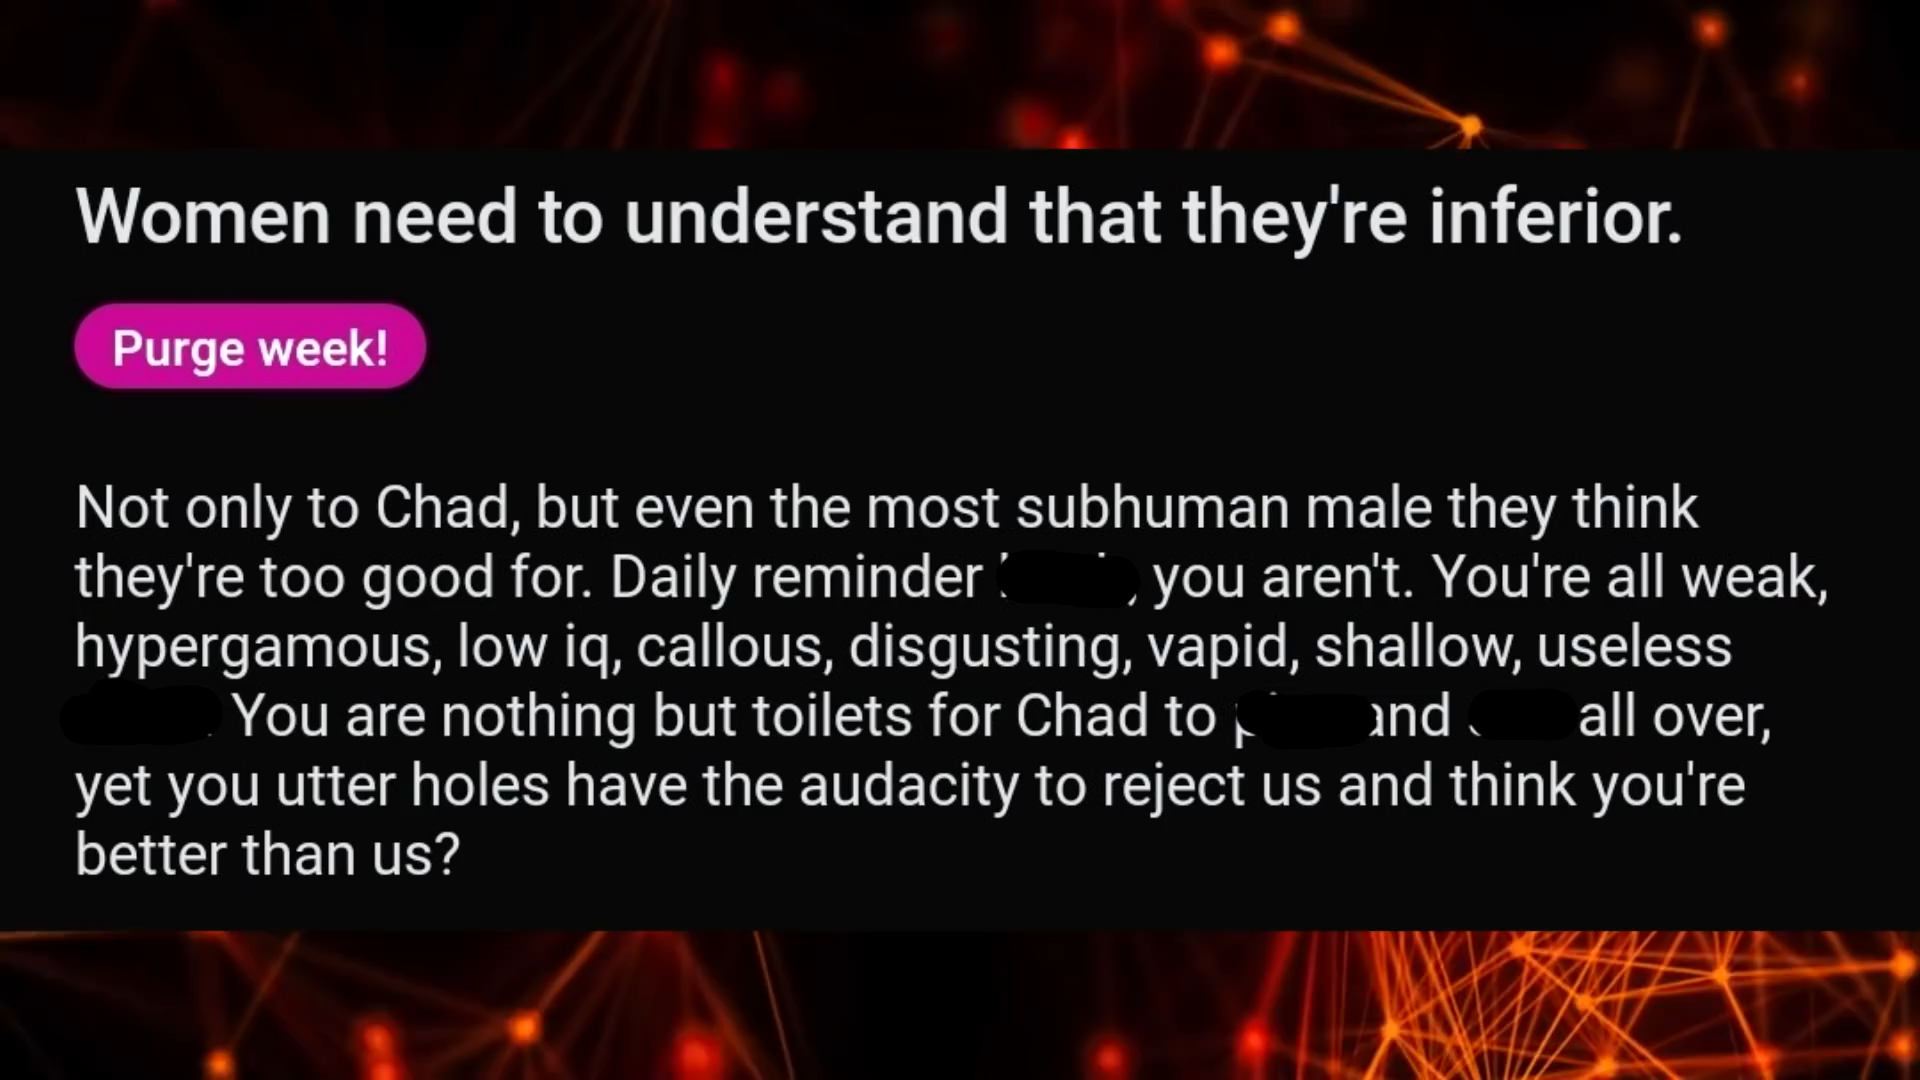 Women need to understand that they're inferior.
Purge week!
Not only to Chad, but even the most subhuman male they think
they're too good for. Daily reminder , you aren't. You're all weak,
hypergamous, low iq, callous, disgusting, vapid, shallow, useless
. You are nothing but toilets for Chad to and all over,
yet you utter holes have the audacity to reject us and think you're
better than us?